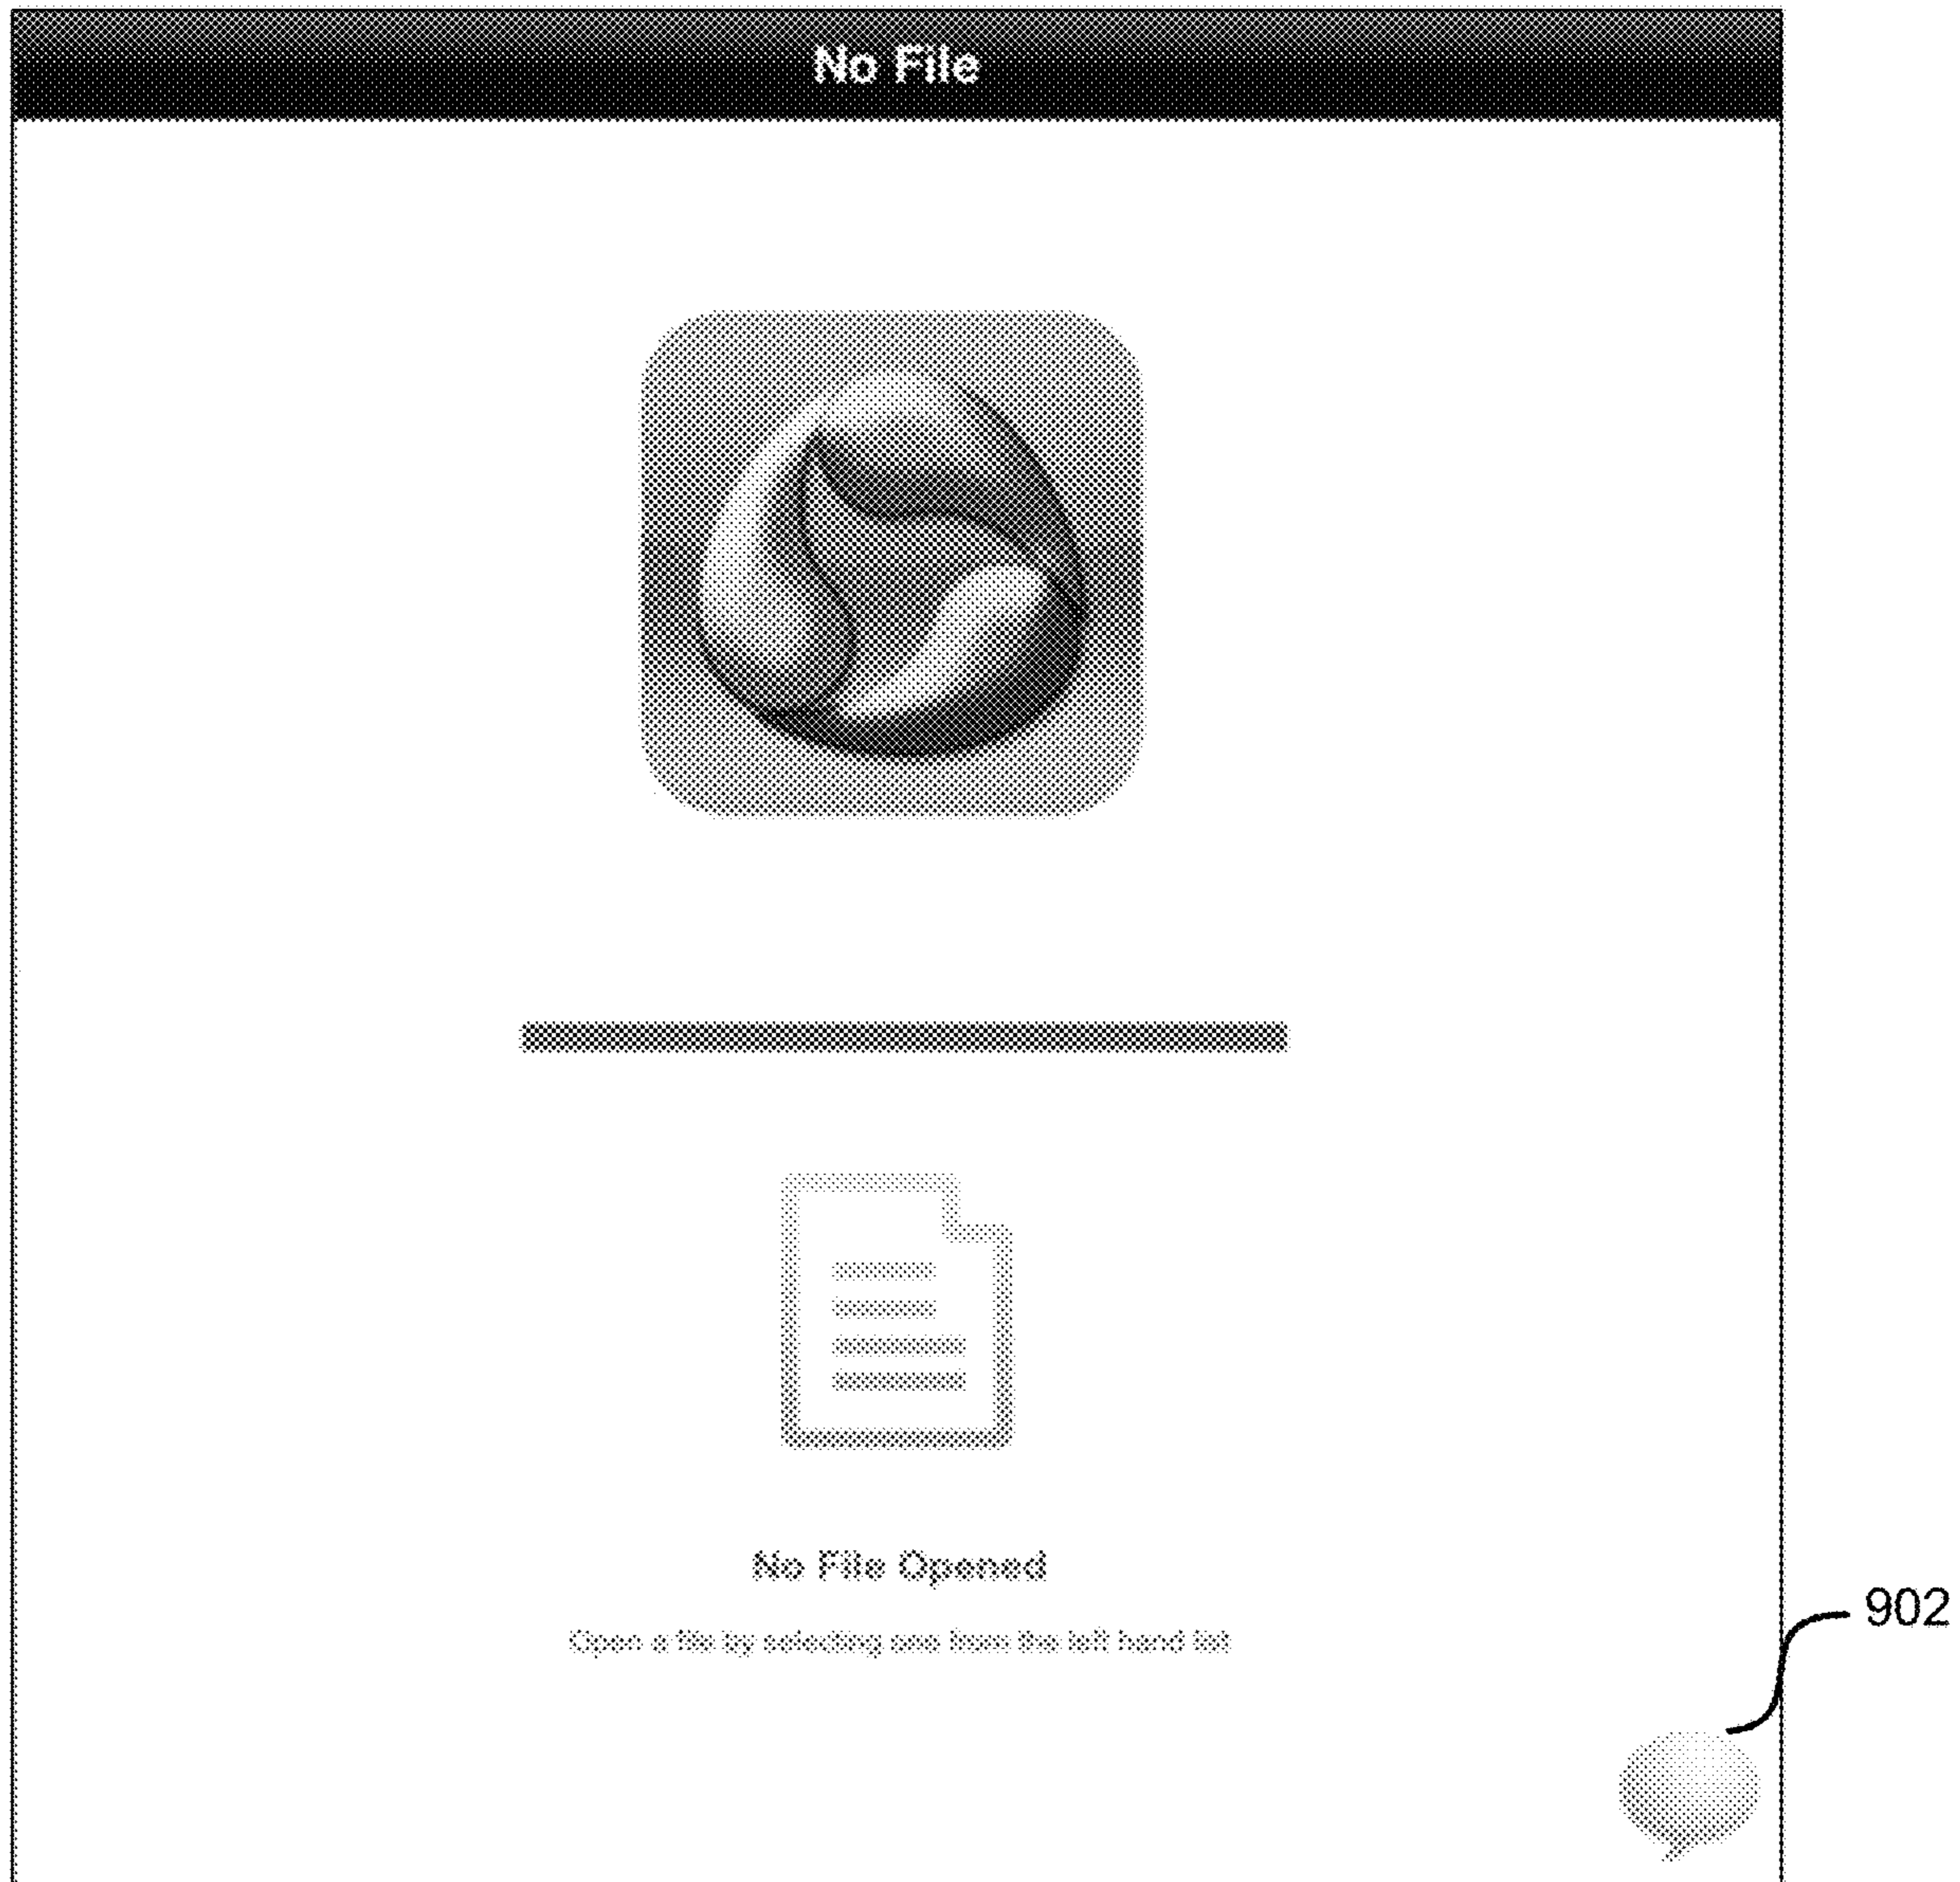 No File
No File Opened
Open a file by selecting one from the left hand list
902